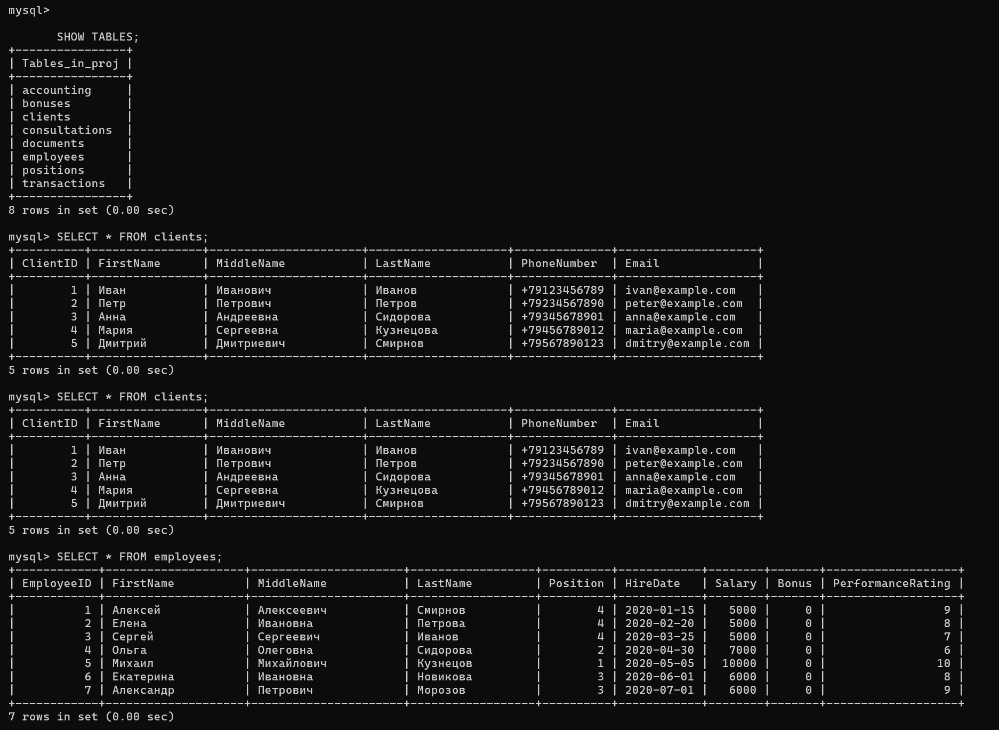 mysql>
SHOW TABLES;
+----------------+
| Tables_in_proj |
+----------------+
| accounting     |
| bonuses        |
| clients        |
| consultations  |
| documents      |
| employees      |
| positions      |
| transactions   |
+----------------+
8 rows in set (0.00 sec)
mysql> SELECT * FROM clients;
+----------+----------------+----------------------+--------------------+--------------+--------------------+
| ClientID | FirstName      | MiddleName           | LastName           | PhoneNumber  | Email              |
+----------+----------------+----------------------+--------------------+--------------+--------------------+
|        1 | Иван           | Иванович             | Иванов             | +79123456789 | ivan@example.com   |
|        2 | Петр           | Петрович             | Петров             | +79234567890 | peter@example.com  |
|        3 | Анна           | Андреевна            | Сидорова           | +79345678901 | anna@example.com   |
|        4 | Мария          | Сергеевна            | Кузнецова          | +79456789012 | maria@example.com  |
|        5 | Дмитрий        | Дмитриевич           | Смирнов            | +79567890123 | dmitry@example.com |
+----------+----------------+----------------------+--------------------+--------------+--------------------+
5 rows in set (0.00 sec)
mysql> SELECT * FROM clients;
+----------+----------------+----------------------+--------------------+--------------+--------------------+
| ClientID | FirstName      | MiddleName           | LastName           | PhoneNumber  | Email              |
+----------+----------------+----------------------+--------------------+--------------+--------------------+
|        1 | Иван           | Иванович             | Иванов             | +79123456789 | ivan@example.com   |
|        2 | Петр           | Петрович             | Петров             | +79234567890 | peter@example.com  |
|        3 | Анна           | Андреевна            | Сидорова           | +79345678901 | anna@example.com   |
|        4 | Мария          | Сергеевна            | Кузнецова          | +79456789012 | maria@example.com  |
|        5 | Дмитрий        | Дмитриевич           | Смирнов            | +79567890123 | dmitry@example.com |
+----------+----------------+----------------------+--------------------+--------------+--------------------+
5 rows in set (0.00 sec)
mysql> SELECT * FROM employees;
+------------+--------------------+----------------------+------------------+----------+------------+--------+-------+-------------------+
| EmployeeID | FirstName          | MiddleName           | LastName         | Position | HireDate   | Salary | Bonus | PerformanceRating |
+------------+--------------------+----------------------+------------------+----------+------------+--------+-------+-------------------+
|          1 | Алексей            | Алексеевич           | Смирнов          |        4 | 2020-01-15 |   5000 |     0 |                 9 |
|          2 | Елена              | Ивановна             | Петрова          |        4 | 2020-02-20 |   5000 |     0 |                 8 |
|          3 | Сергей             | Сергеевич            | Иванов           |        4 | 2020-03-25 |   5000 |     0 |                 7 |
|          4 | Ольга              | Олеговна             | Сидорова         |        2 | 2020-04-30 |   7000 |     0 |                 6 |
|          5 | Михаил             | Михайлович           | Кузнецов         |        1 | 2020-05-05 |  10000 |     0 |                10 |
|          6 | Екатерина          | Ивановна             | Новикова         |        3 | 2020-06-01 |   6000 |     0 |                 8 |
|          7 | Александр          | Петрович             | Морозов          |        3 | 2020-07-01 |   6000 |     0 |                 9 |
+------------+--------------------+----------------------+------------------+----------+------------+--------+-------+-------------------+
7 rows in set (0.00 sec)